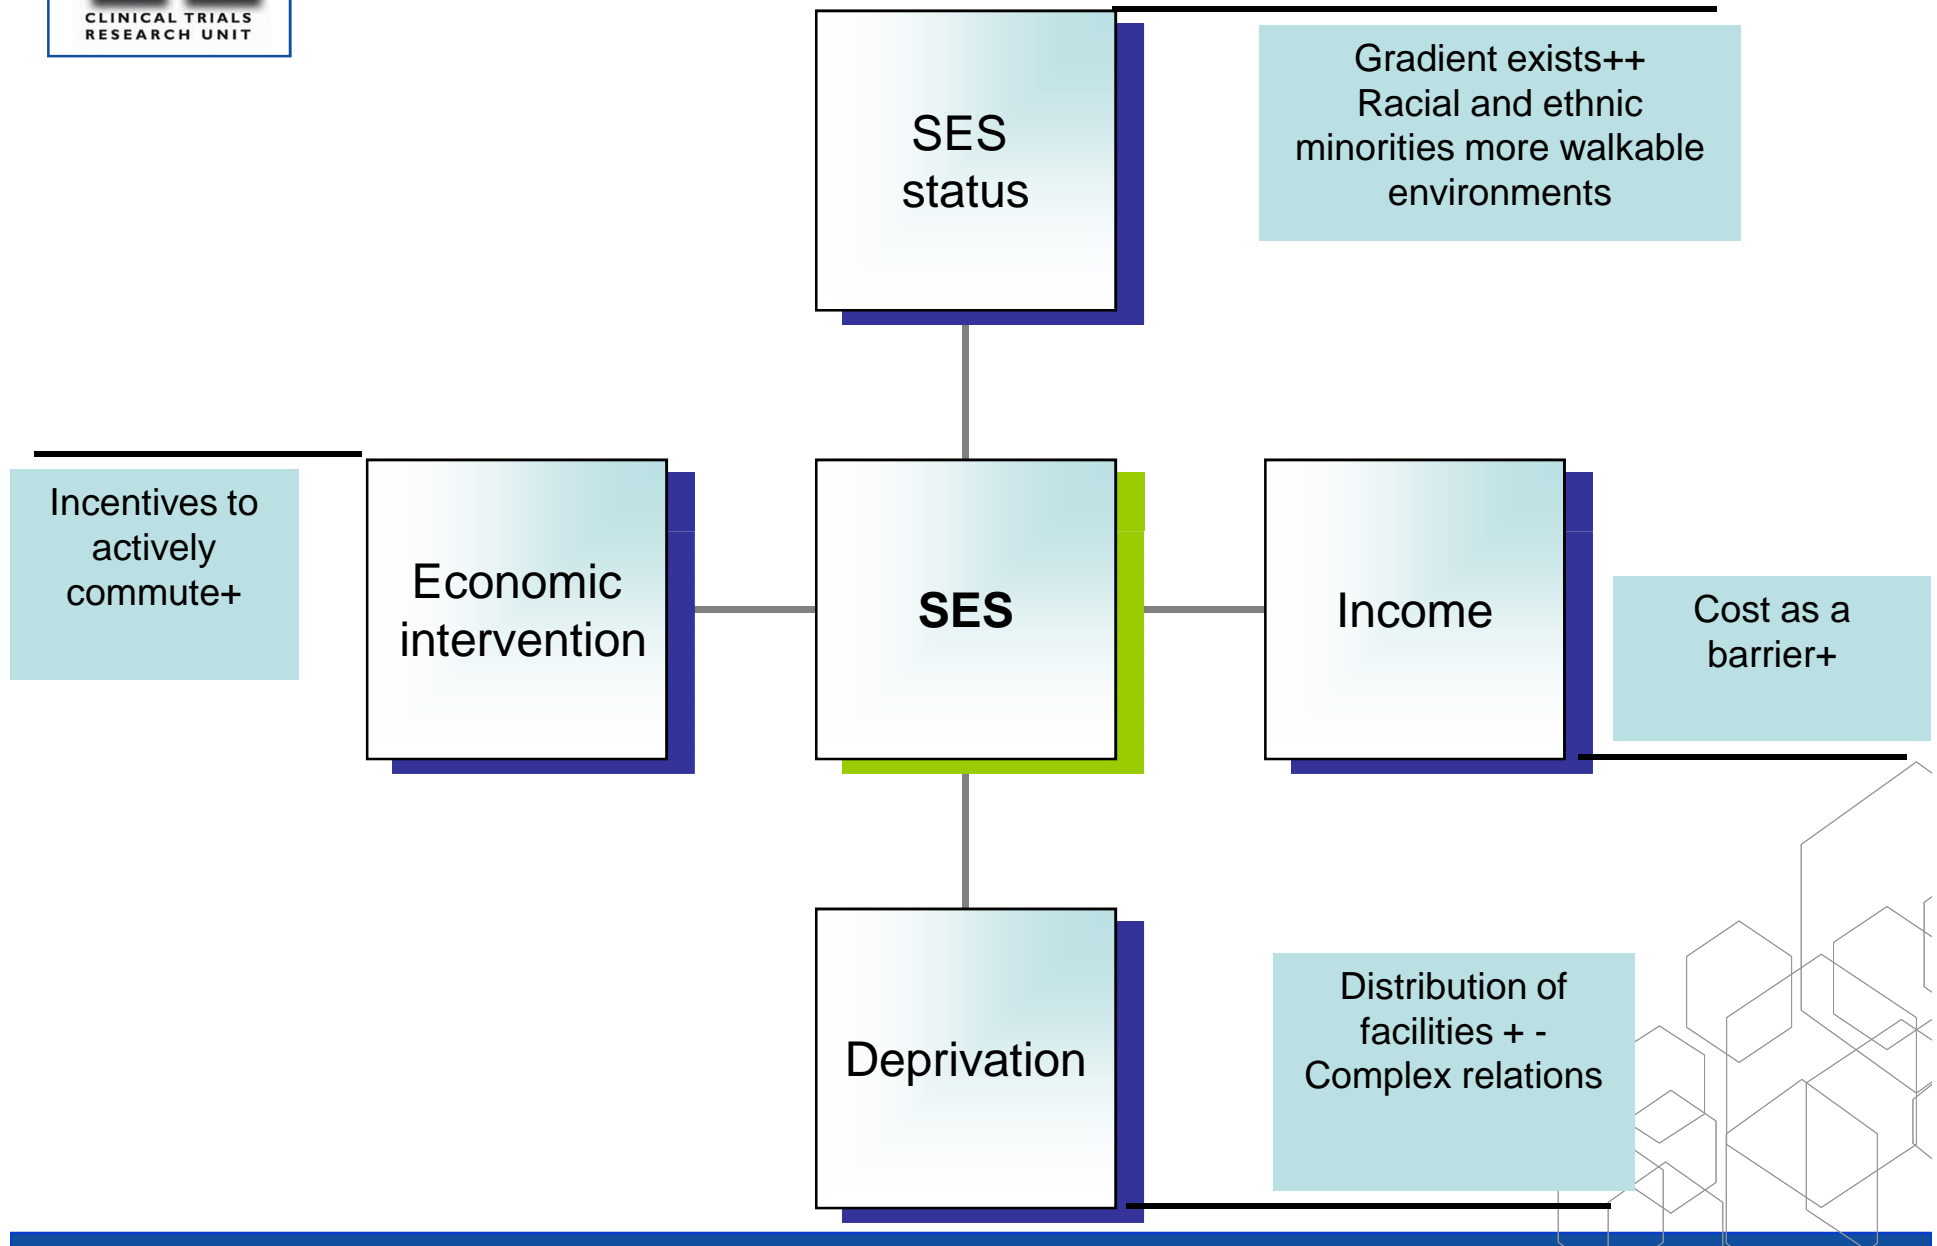 CLINICAL TRIALS
RESEARCH UNIT
SES
status
Gradient exists++
Racial and ethnic
minorities more walkable
environments
Incentives to
actively
commute+
Economic
intervention
SES
Income
Cost as a
barrier+
Deprivation
Distribution of
facilities + -
Complex relations